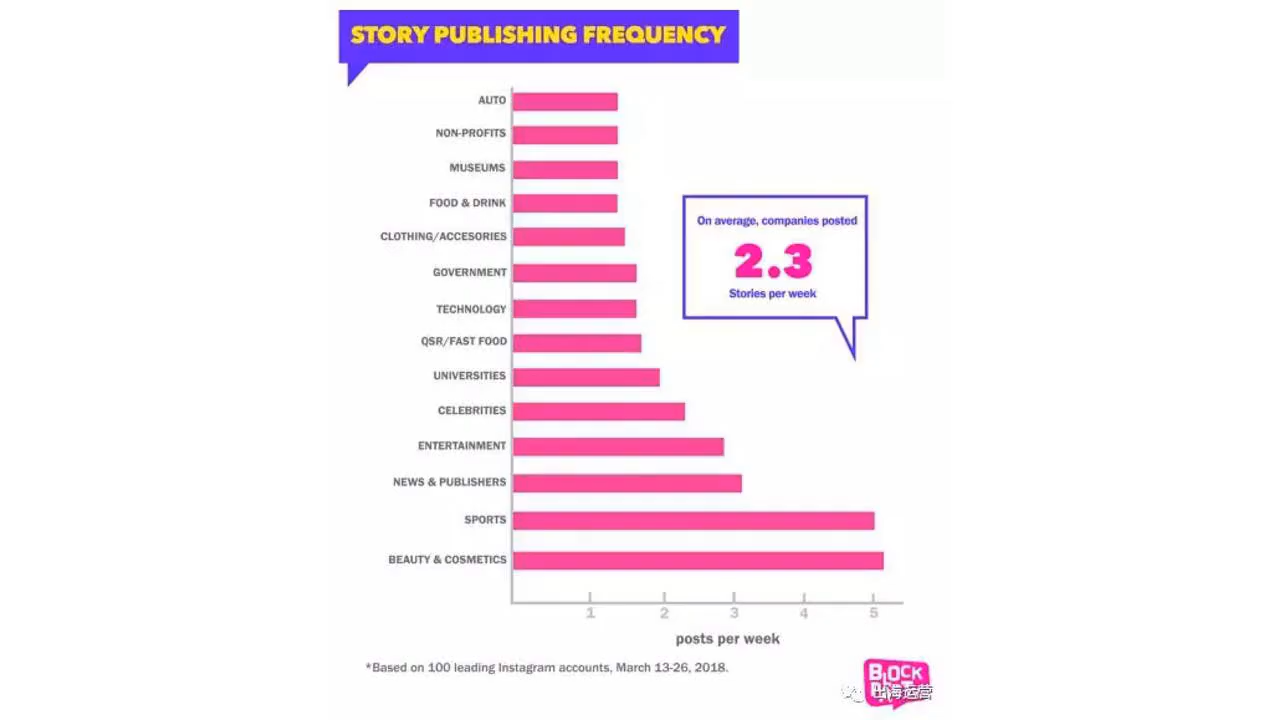 STORY PUBLISHING FREQUENCY
AUTO
NON-PROFITS
MUSEUMS
FOOD & DRINK
CLOTHING/ACCESORIES
GOVERNMENT
TECHNOLOGY
QSR/FAST FOOD
UNIVERSITIES
CELEBRITIES
ENTERTAINMENT
NEWS & PUBLISHERS
SPORTS
BEAUTY & COSMETICS
On average, companies posted
2.3
Stories per week
1 2 3 4 5
posts per week
*Based on 100 leading Instagram accounts, March 13-26, 2018.
BLOCK
出海运营